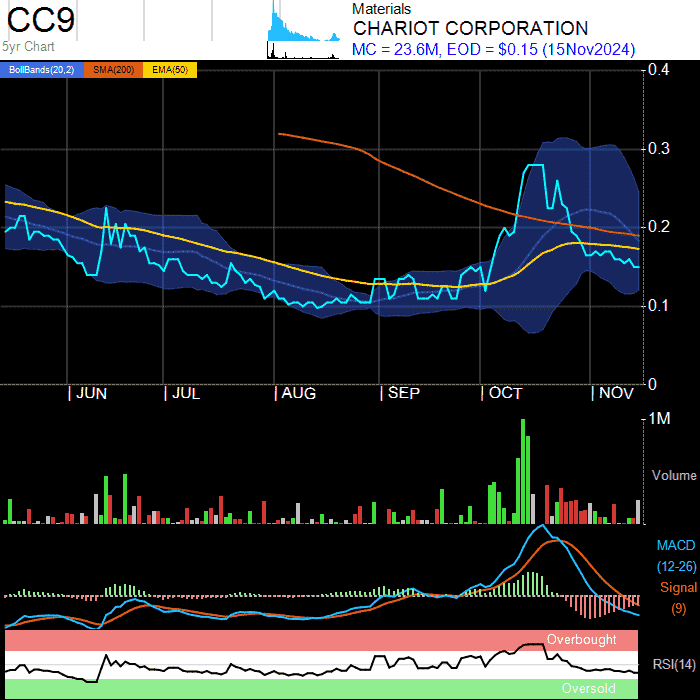 CC9
5yr Chart
Materials
CHARIOT CORPORATION
MC = 23.6M, EOD = $0.15 (15Nov2024)
BollBands(20,2) SMA(200) EMA(50)
0.4
0.3
0.2
0.1
0
JUN JUL AUG SEP OCT NOV
1M
Volume
MACD
(12-26)
Signal
(9)
Overbought
RSI(14)
Oversold